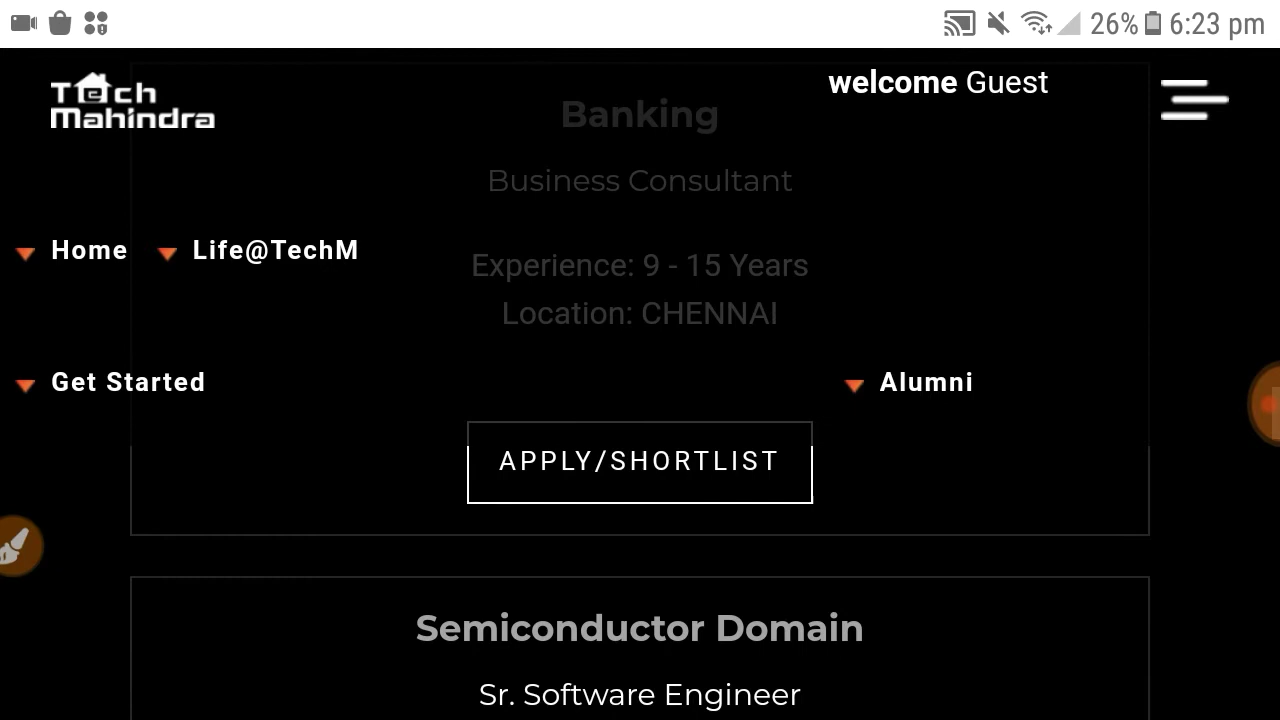 26% 6:23 pm
Tech
Mahindra
welcome Guest
Banking
Business Consultant
Home Life@TechM
Experience: 9 - 15 Years
Location: CHENNAI
Get Started Alumni
APPLY/SHORTLIST
Semiconductor Domain
Sr. Software Engineer